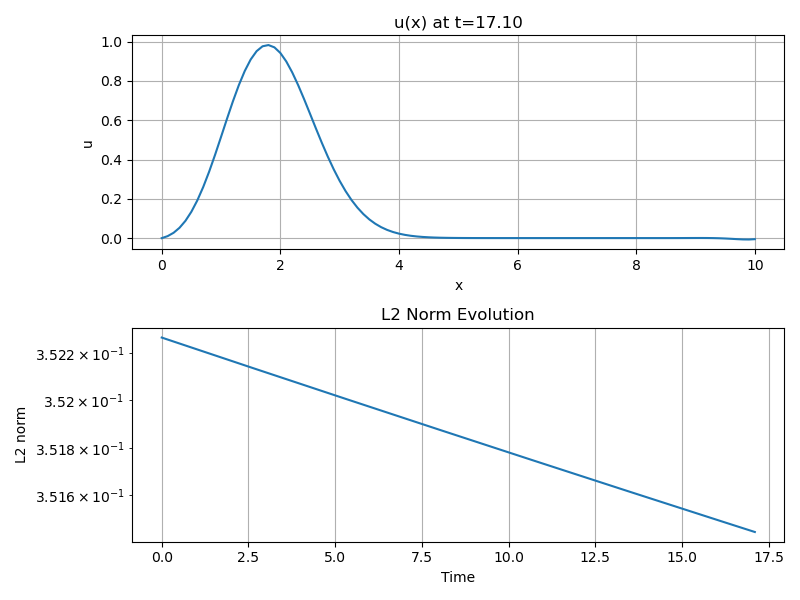 u(x) at t=17.10
1.0
0.8
0.6
0.4
0.2
0.0
u
0 2 4 6 8 10
x
L2 Norm Evolution
3.522 × 10⁻¹
3.52 × 10⁻¹
3.518 × 10⁻¹
3.516 × 10⁻¹
L2 norm
0.0 2.5 5.0 7.5 10.0 12.5 15.0 17.5
Time